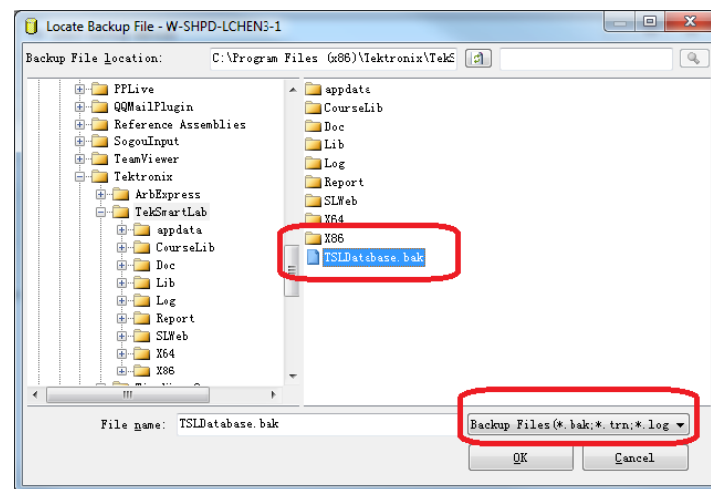 Locate Backup File - W-SHPD-LCHEN3-1
Backup File location: C:\Program Files (x86)\Tektronix\TekS
PPLive
QQMailPlugin
Reference Assemblies
SogouInput
TeamViewer
Tektronix
ArbExpress
TekSmartLab
appdata
CourseLib
Doc
Lib
Log
Report
SLWeb
X64
X86
appdata
CourseLib
Doc
Lib
Log
Report
SLWeb
X64
X86
TSLDatabase.bak
File name: TSLDatabase.bak
Backup Files(*.bak;*.trn;*.log
OK
Cancel